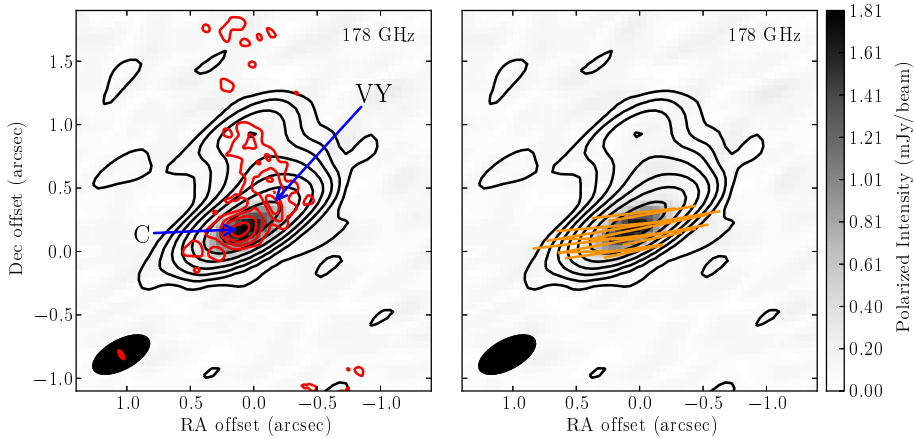 178 GHz
VY
C
1.5
1.0
0.5
0.0
−0.5
−1.0
Dec offset (arcsec)
1.0 0.5 0.0 −0.5 −1.0
RA offset (arcsec)
178 GHz
1.0 0.5 0.0 −0.5 −1.0
RA offset (arcsec)
1.81
1.61
1.41
1.21
1.01
0.81
0.60
0.40
0.20
0.00
Polarized Intensity (mJy/beam)